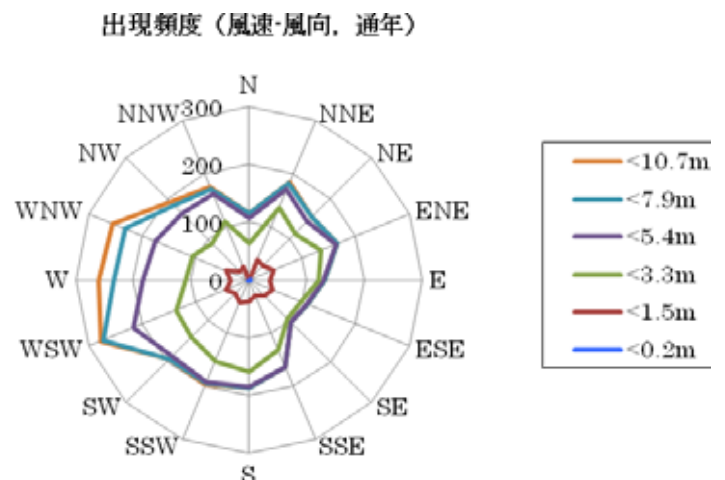 出現頻度（風速·風向，通年）
N
NNW
300
NNE
NW
200
NE
WNW
100
ENE
W
0
E
WSW
ESE
SW
SE
SSW
SSE
S
<10.7m
<7.9m
<5.4m
<3.3m
<1.5m
<0.2m